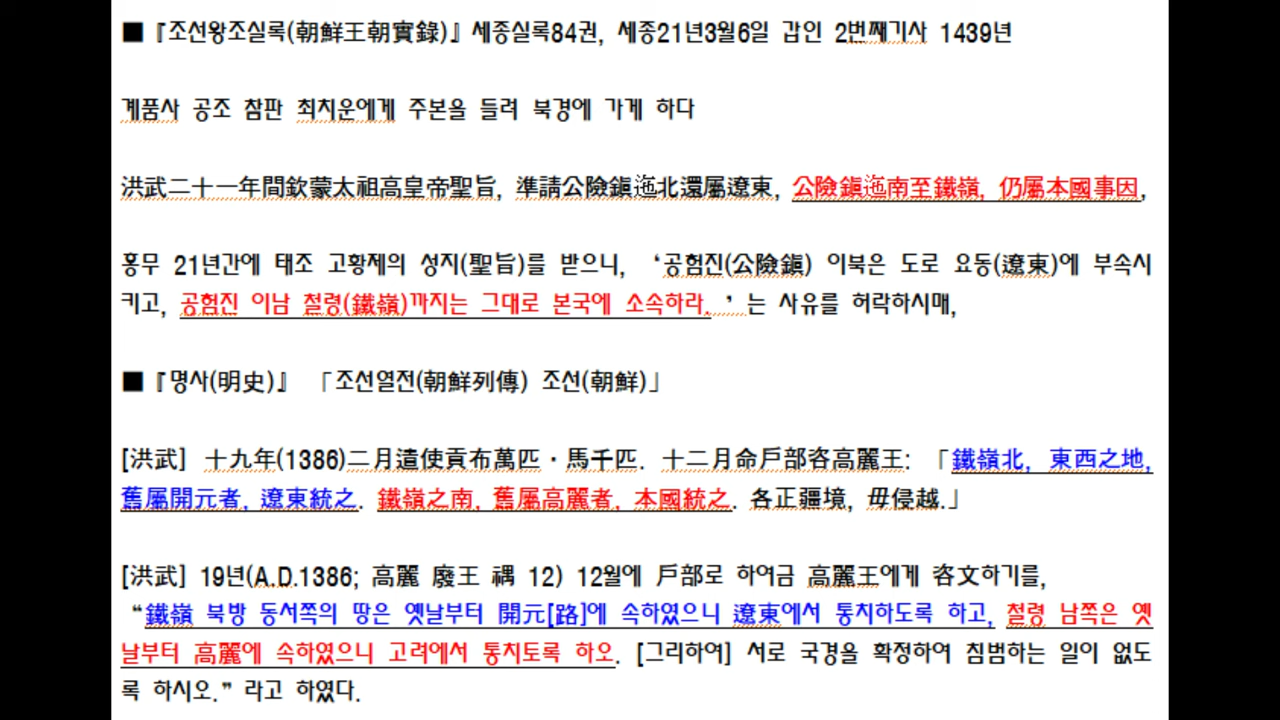 ■『조선왕조실록(朝鮮王朝實錄)』세종실록84권, 세종21년3월6일 갑인 2번째기사 1439년
계품사 공조 참판 최치운에게 주본을 들려 북경에 가게 하다
洪武二十一年間欽蒙太祖高皇帝聖旨, 準請公險鎭迤北還屬遼東, 公險鎭迤南至鐵嶺, 仍屬本國事因,
홍무 21년간에 태조 고황제의 성지(聖旨)를 받으니, ‘공험진(公險鎭) 이북은 도로 요동(遼東)에 부속시
키고, 공험진 이남 철령(鐵嶺)까지는 그대로 본국에 소속하라.’는 사유를 허락하시매,
■『명사(明史)』 「조선열전(朝鮮列傳) 조선(朝鮮)」
[洪武] 十九年(1386)二月遣使貢布萬匹·馬千匹. 十二月命戶部咨高麗王: 「鐵嶺北, 東西之地,
舊屬開元者, 遼東統之. 鐵嶺之南, 舊屬高麗者, 本國統之. 各正疆境, 毋侵越.」
[洪武] 19년(A.D.1386; 高麗 廢王 禑 12) 12월에 戶部로 하여금 高麗王에게 咨文하기를,
“鐵嶺 북방 동서쪽의 땅은 옛날부터 開元[路]에 속하였으니 遼東에서 통치하도록 하고, 철령 남쪽은 옛
날부터 高麗에 속하였으니 고려에서 통치토록 하오. [그리하여] 서로 국경을 확정하여 침범하는 일이 없도
록 하시오.” 라고 하였다.